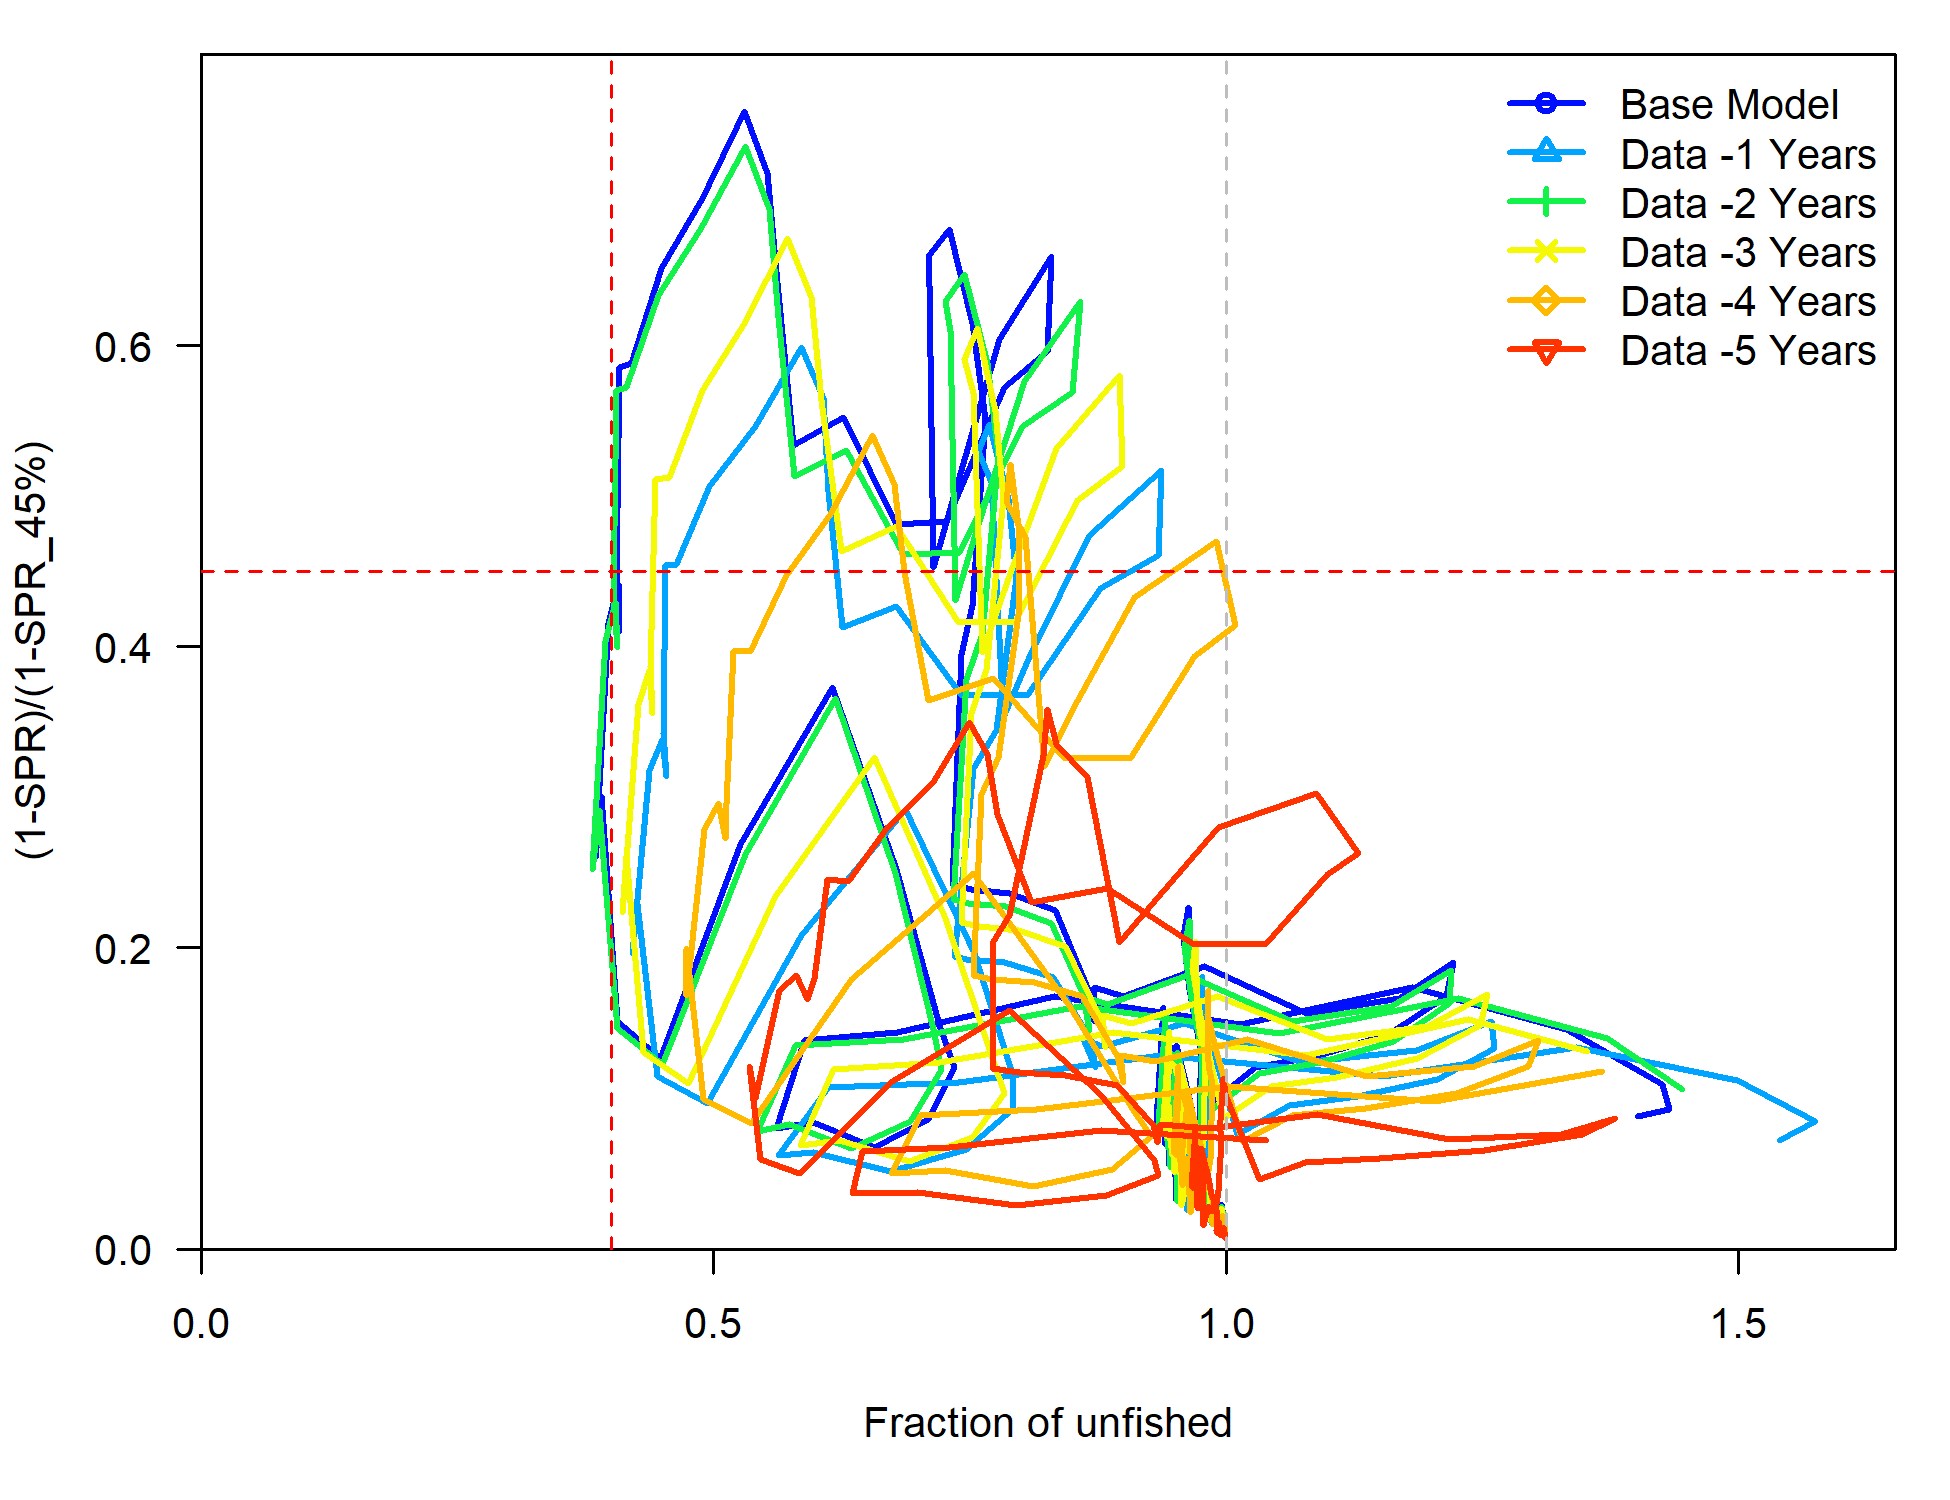 Base Model
Data -1 Years
Data -2 Years
Data -3 Years
Data -4 Years
Data -5 Years
(1-SPR)/(1-SPR_45%)
0.6
0.4
0.2
0.0
0.0 0.5 1.0 1.5
Fraction of unfished